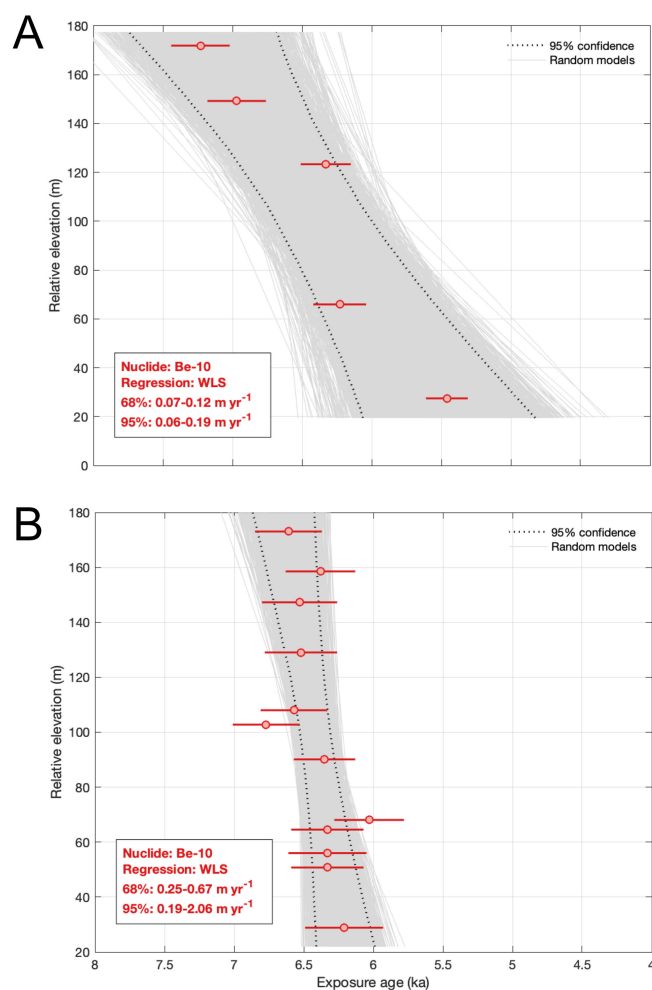 A
180
160
140
120
100
80
60
40
20
0
Relative elevation (m)
95% confidence
Random models
Nuclide: Be-10
Regression: WLS
68%: 0.07-0.12 m yr⁻¹
95%: 0.06-0.19 m yr⁻¹
8
7.5
7
6.5
6
5.5
5
4.5
4
B
180
160
140
120
100
80
60
40
20
Relative elevation (m)
95% confidence
Random models
Nuclide: Be-10
Regression: WLS
68%: 0.25-0.67 m yr⁻¹
95%: 0.19-2.06 m yr⁻¹
8
7.5
7
6.5
6
5.5
5
4.5
4
Exposure age (ka)